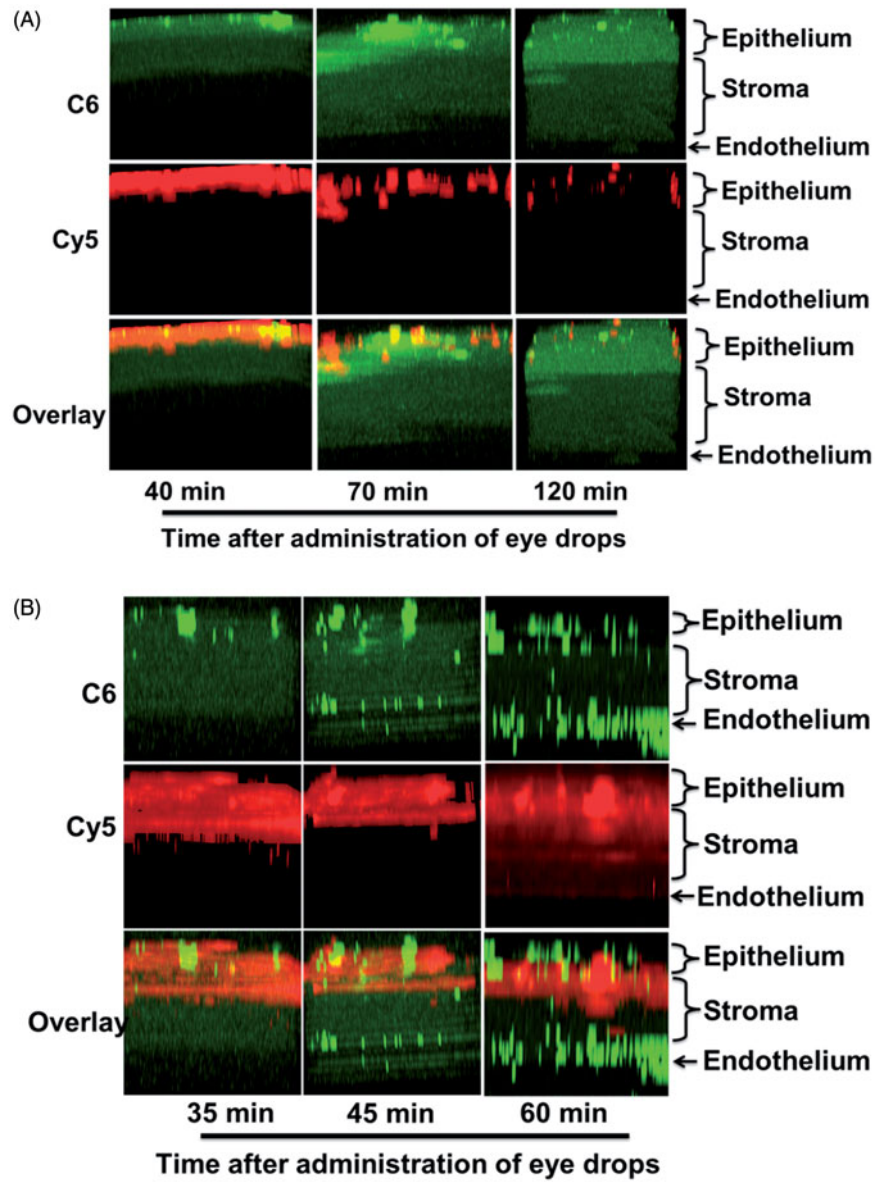 (A)
C6
Epithelium
Stroma
Endothelium
Cy5
Epithelium
Stroma
Endothelium
Overlay
Epithelium
Stroma
Endothelium
40 min 70 min 120 min
Time after administration of eye drops
(B)
C6
Epithelium
Stroma
Endothelium
Cy5
Epithelium
Stroma
Endothelium
Overlay
Epithelium
Stroma
Endothelium
35 min 45 min 60 min
Time after administration of eye drops